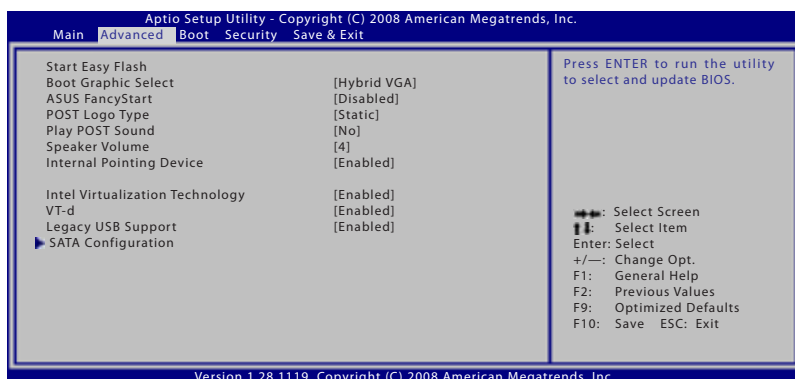 Aptio Setup Utility - Copyright (C) 2008 American Megatrends, Inc.
Main Advanced Boot Security Save & Exit
Start Easy Flash
Boot Graphic Select [Hybrid VGA]
ASUS FancyStart [Disabled]
POST Logo Type [Static]
Play POST Sound [No]
Speaker Volume [4]
Internal Pointing Device [Enabled]
Intel Virtualization Technology [Enabled]
VT-d [Enabled]
Legacy USB Support [Enabled]
SATA Configuration
Press ENTER to run the utility
to select and update BIOS.
: Select Screen
: Select Item
Enter: Select
+/—: Change Opt.
F1: General Help
F2: Previous Values
F9: Optimized Defaults
F10: Save ESC: Exit
Version 1.28.1119. Copyright (C) 2008 American Megatrends, Inc.